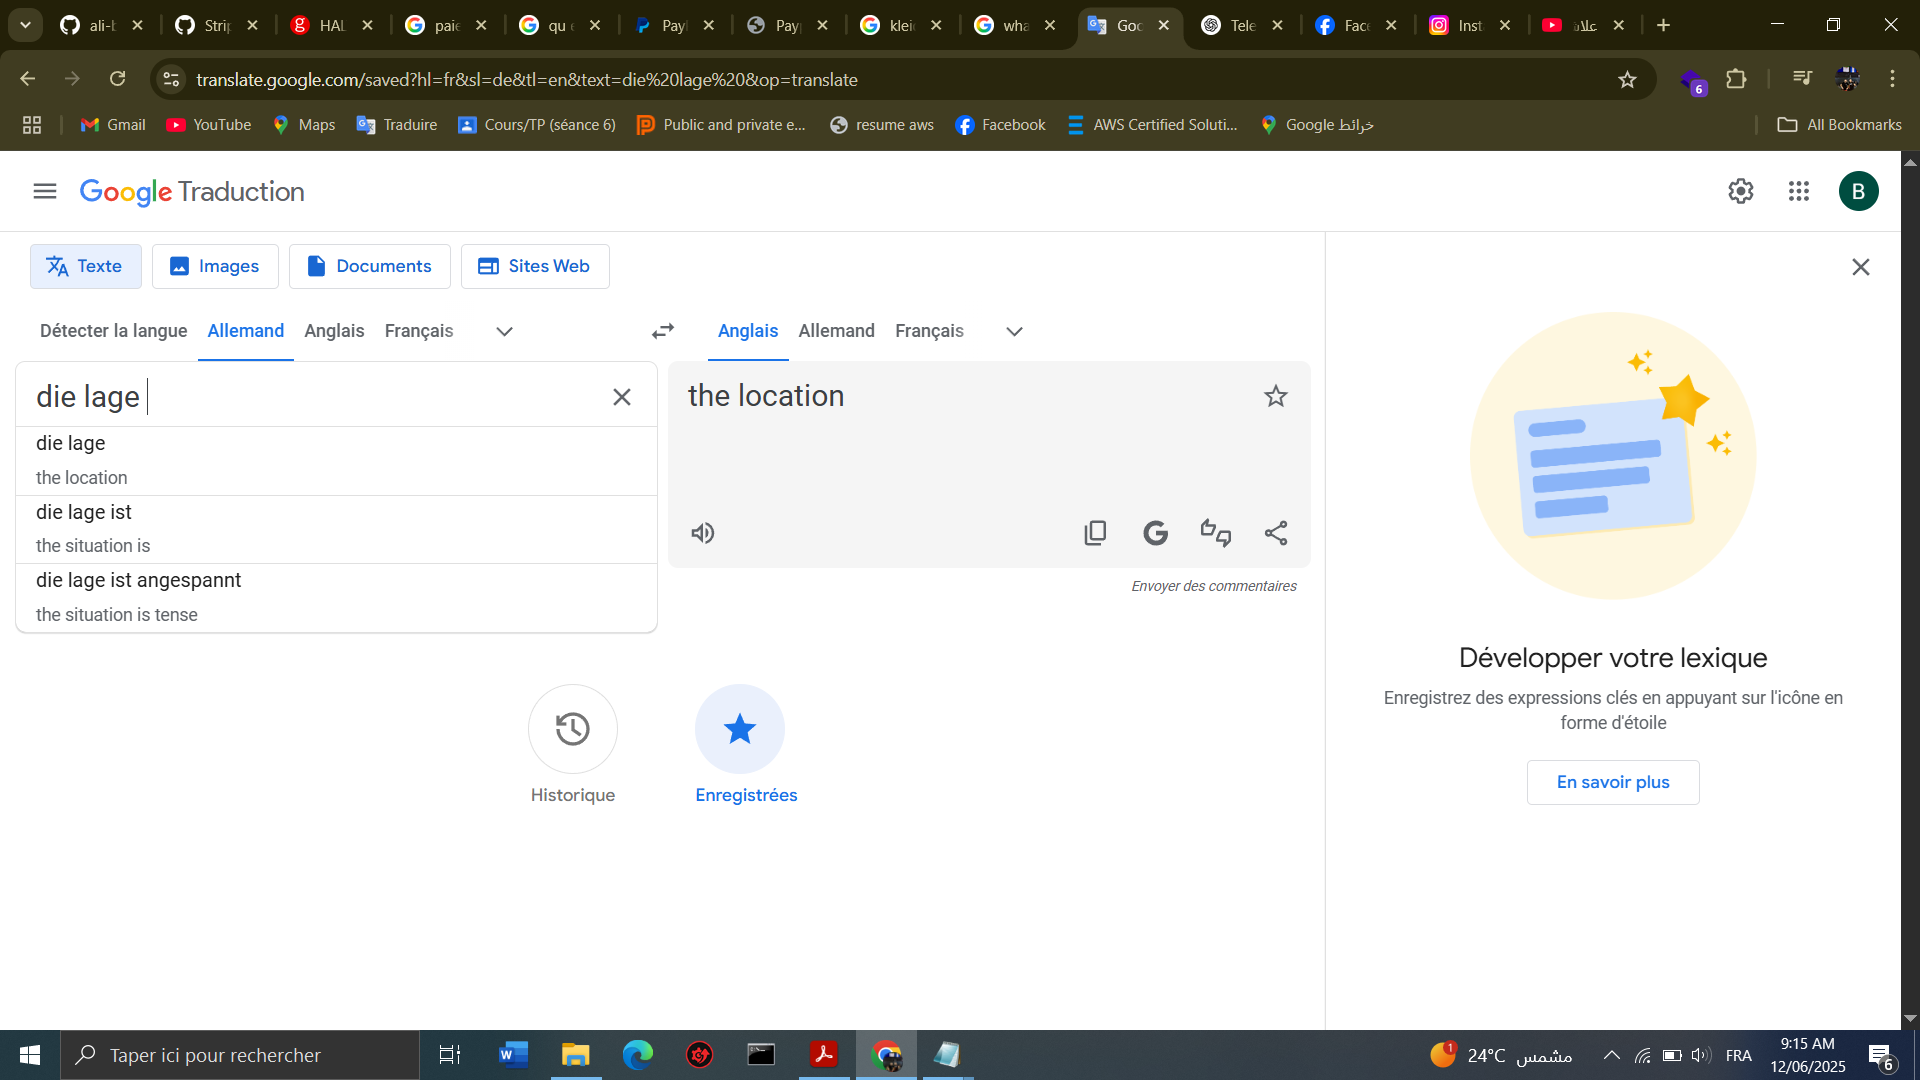 ali-b
Strip
HAL
paie
qu e
Payl
Payp
klei
wha
Goo
Tele
Face
Inst
علاء
translate.google.com/saved?hl=fr&sl=de&tl=en&text=die%20lage%20&op=translate
6
Gmail
YouTube
Maps
Traduire
Cours/TP (séance 6)
Public and private e...
resume aws
Facebook
AWS Certified Soluti...
خرائط Google
All Bookmarks
Google Traduction
B
Texte
Images
Documents
Sites Web
Détecter la langue
Allemand
Anglais
Français
Anglais
Allemand
Français
die lage
the location
die lage
the location
die lage ist
the situation is
die lage ist angespannt
the situation is tense
Envoyer des commentaires
Historique
Enregistrées
Développer votre lexique
Enregistrez des expressions clés en appuyant sur l'icône en
forme d'étoile
En savoir plus
Taper ici pour rechercher
1
24°C مشمس
FRA
9:15 AM
12/06/2025
6